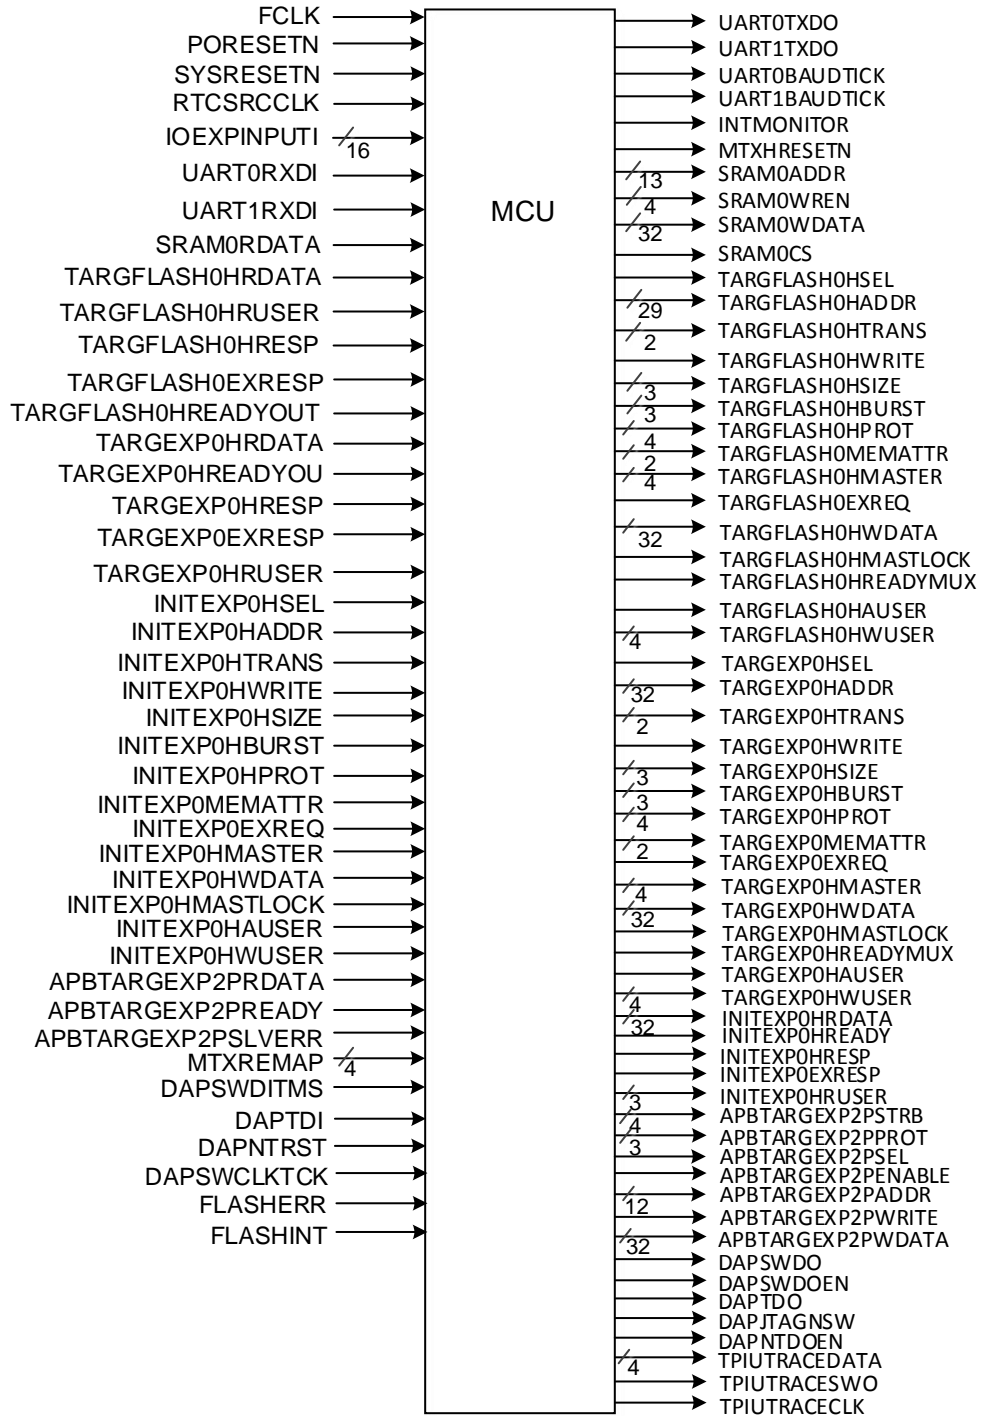 FCLK
PORESETN
SYSRESETN
RTCSRCCLK
IOEXPINPUTI
16
UART0RXDI
UART1RXDI
SRAM0RDATA
TARGFLASH0HRDATA
TARGFLASH0HRUSER
TARGFLASH0HRESP
TARGFLASH0EXRESP
TARGFLASH0HREADYOUT
TARGEXP0HRDATA
TARGEXP0HREADYOU
TARGEXP0HRESP
TARGEXP0EXRESP
TARGEXP0HRUSER
INITEXP0HSEL
INITEXP0HADDR
INITEXP0HTRANS
INITEXP0HWRITE
INITEXP0HSIZE
INITEXP0HBURST
INITEXP0HPROT
INITEXP0MEMATTR
INITEXP0EXREQ
INITEXP0HMASTER
INITEXP0HWDATA
INITEXP0HMASTLOCK
INITEXP0HAUSER
INITEXP0HWUSER
APBTARGEXP2PRDATA
APBTARGEXP2PREADY
APBTARGEXP2PSLVERR
MTXREMAP
4
DAPSWDITMS
DAPTDI
DAPNTRST
DAPSWCLKTCK
FLASHERR
FLASHINT
MCU
UART0TXDO
UART1TXDO
UART0BAUDTICK
UART1BAUDTICK
INTMONITOR
MTXHRESETN
13 SRAM0ADDR
4 SRAM0WREN
32 SRAM0WDATA
SRAM0CS
TARGFLASH0HSEL
29 TARGFLASH0HADDR
2 TARGFLASH0HTRANS
TARGFLASH0HWRITE
3 TARGFLASH0HSIZE
3 TARGFLASH0HBURST
4 TARGFLASH0HPROT
2 TARGFLASH0MEMATTR
4 TARGFLASH0HMASTER
TARGFLASH0EXREQ
32 TARGFLASH0HWDATA
TARGFLASH0HMASTLOCK
TARGFLASH0HREADYMUX
TARGFLASH0HAUSER
4 TARGFLASH0HWUSER
TARGEXP0HSEL
32 TARGEXP0HADDR
2 TARGEXP0HTRANS
TARGEXP0HWRITE
3 TARGEXP0HSIZE
3 TARGEXP0HBURST
4 TARGEXP0HPROT
2 TARGEXP0MEMATTR
TARGEXP0EXREQ
4 TARGEXP0HMASTER
32 TARGEXP0HWDATA
TARGEXP0HMASTLOCK
TARGEXP0HREADYMUX
TARGEXP0HAUSER
4 TARGEXP0HWUSER
32 INITEXP0HRDATA
INITEXP0HREADY
INITEXP0HRESP
INITEXP0EXRESP
3 INITEXP0HRUSER
4 APBTARGEXP2PSTRB
3 APBTARGEXP2PPROT
APBTARGEXP2PSEL
APBTARGEXP2PENABLE
12 APBTARGEXP2PADDR
APBTARGEXP2PWRITE
32 APBTARGEXP2PWDATA
DAPSWDO
DAPSWDOEN
DAPTDO
DAPJTAGNSW
DAPNTDOEN
4 TPIUTRACEDATA
TPIUTRACESWO
TPIUTRACECLK